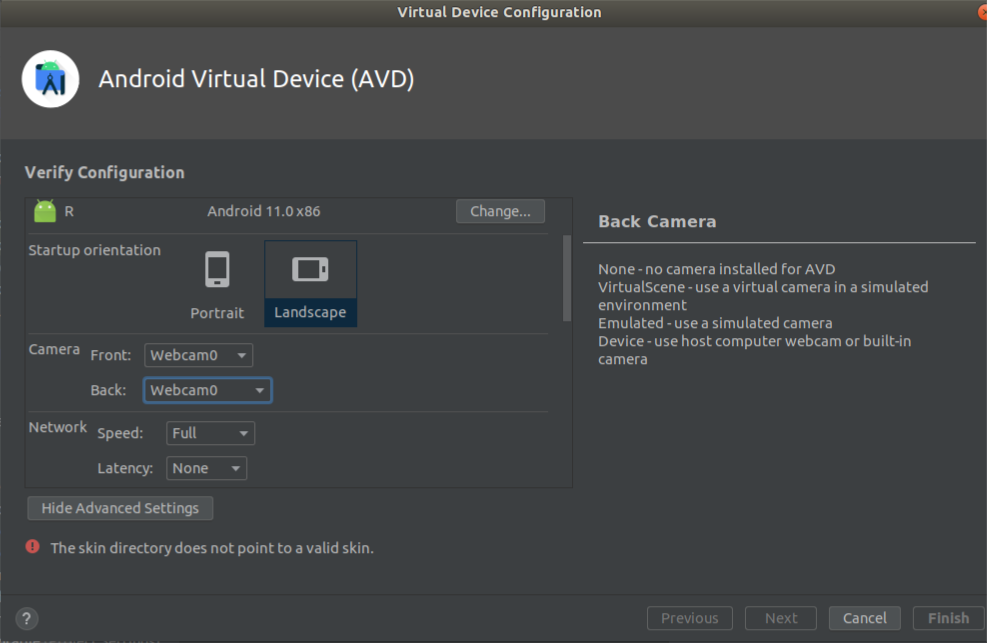 Virtual Device Configuration
Android Virtual Device (AVD)
Verify Configuration
R Android 11.0 x86 Change...
Startup orientation
Portrait Landscape
Camera Front: Webcam0
Back: Webcam0
Network Speed: Full
Latency: None
Hide Advanced Settings
The skin directory does not point to a valid skin.
Back Camera
None - no camera installed for AVD
VirtualScene - use a virtual camera in a simulated
environment
Emulated - use a simulated camera
Device - use host computer webcam or built-in
camera
? Previous Next Cancel Finish